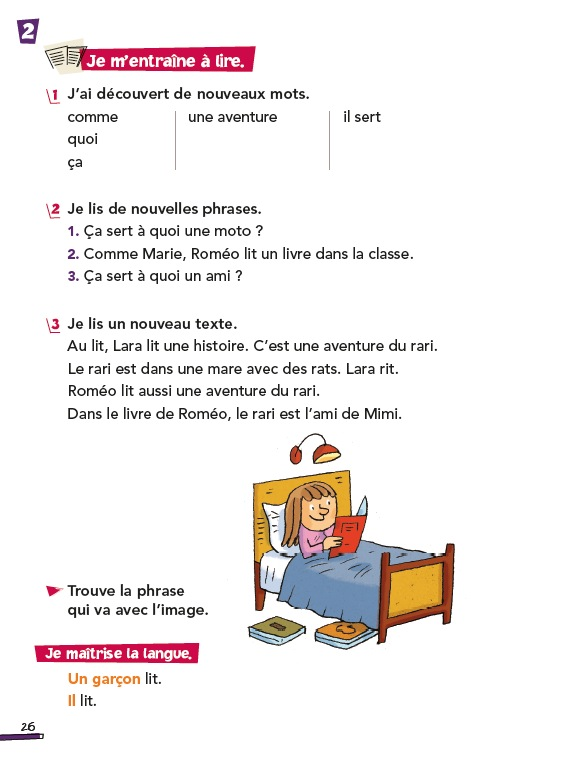 2
Je m'entraîne à lire.
1 J'ai découvert de nouveaux mots.
comme une aventure il sert
quoi
ça
2 Je lis de nouvelles phrases.
1. Ça sert à quoi une moto ?
2. Comme Marie, Roméo lit un livre dans la classe.
3. Ça sert à quoi un ami ?
3 Je lis un nouveau texte.
Au lit, Lara lit une histoire. C'est une aventure du rari.
Le rari est dans une mare avec des rats. Lara rit.
Roméo lit aussi une aventure du rari.
Dans le livre de Roméo, le rari est l'ami de Mimi.
Trouve la phrase
qui va avec l'image.
Je maîtrise la langue.
Un garçon lit.
Il lit.
26